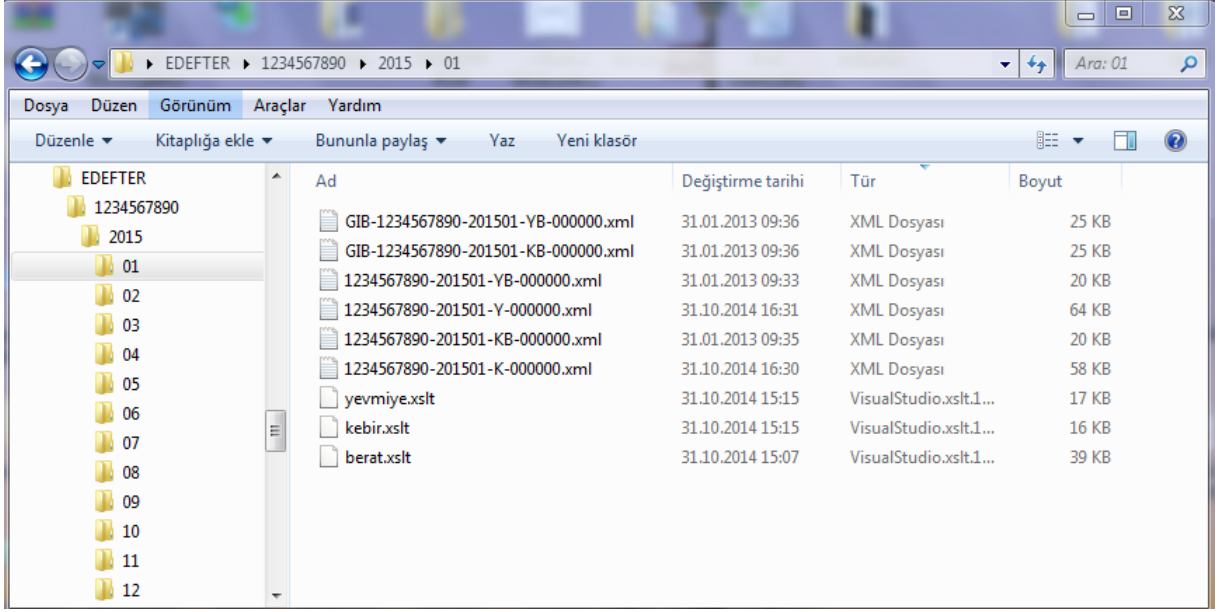 EDEFTER 1234567890 2015 01 Ara: 01
Dosya Düzen Görünüm Araçlar Yardım
Düzenle Kitaplığa ekle Bununla paylaş Yaz Yeni klasör
EDEFTER
1234567890
2015
01
02
03
04
05
06
07
08
09
10
11
12
Ad Değiştirme tarihi Tür Boyut
GIB-1234567890-201501-YB-000000.xml 31.01.2013 09:36 XML Dosyası 25 KB
GIB-1234567890-201501-KB-000000.xml 31.01.2013 09:36 XML Dosyası 25 KB
1234567890-201501-YB-000000.xml 31.01.2013 09:33 XML Dosyası 20 KB
1234567890-201501-Y-000000.xml 31.10.2014 16:31 XML Dosyası 64 KB
1234567890-201501-KB-000000.xml 31.01.2013 09:35 XML Dosyası 20 KB
1234567890-201501-K-000000.xml 31.10.2014 16:30 XML Dosyası 58 KB
yevmiye.xslt 31.10.2014 15:15 VisualStudio.xslt.1... 17 KB
kebir.xslt 31.10.2014 15:15 VisualStudio.xslt.1... 16 KB
berat.xslt 31.10.2014 15:07 VisualStudio.xslt.1... 39 KB